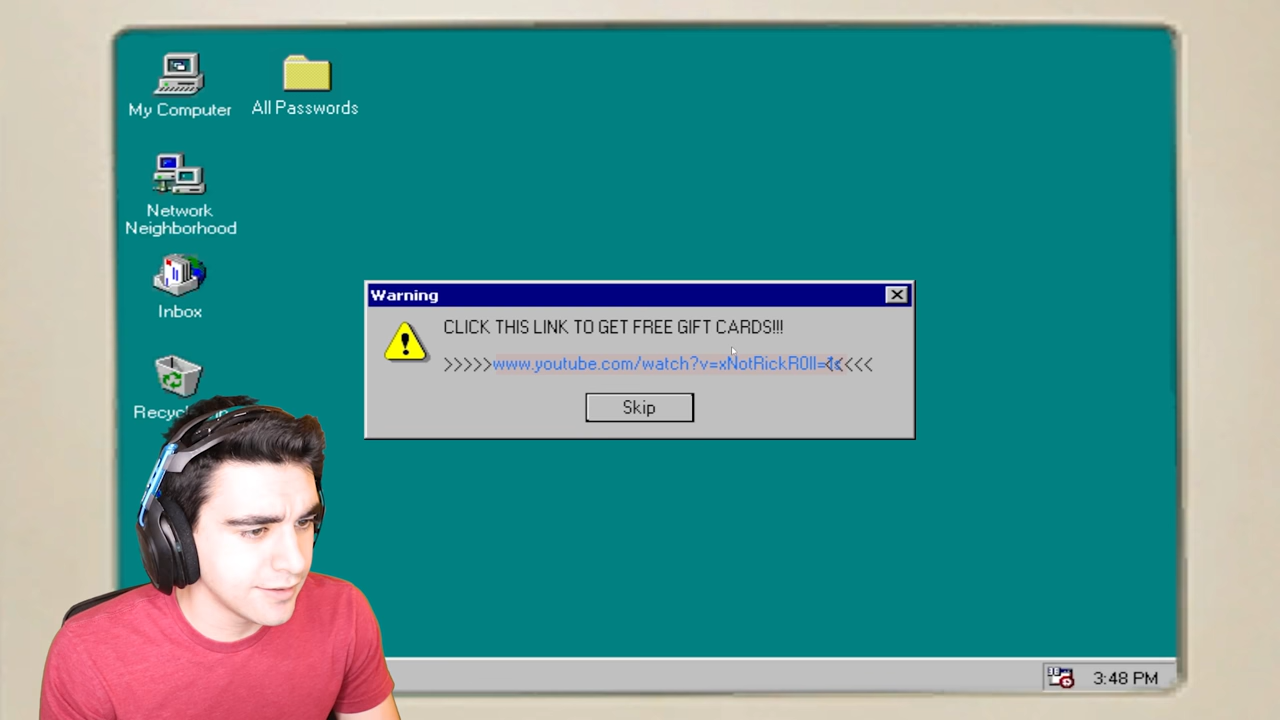 My Computer
All Passwords
Network
Neighborhood
Inbox
Warning
CLICK THIS LINK TO GET FREE GIFT CARDS!!!
>>>>>www.youtube.com/watch?v=xNotRickR0ll=
<<<<
Skip
3:48 PM